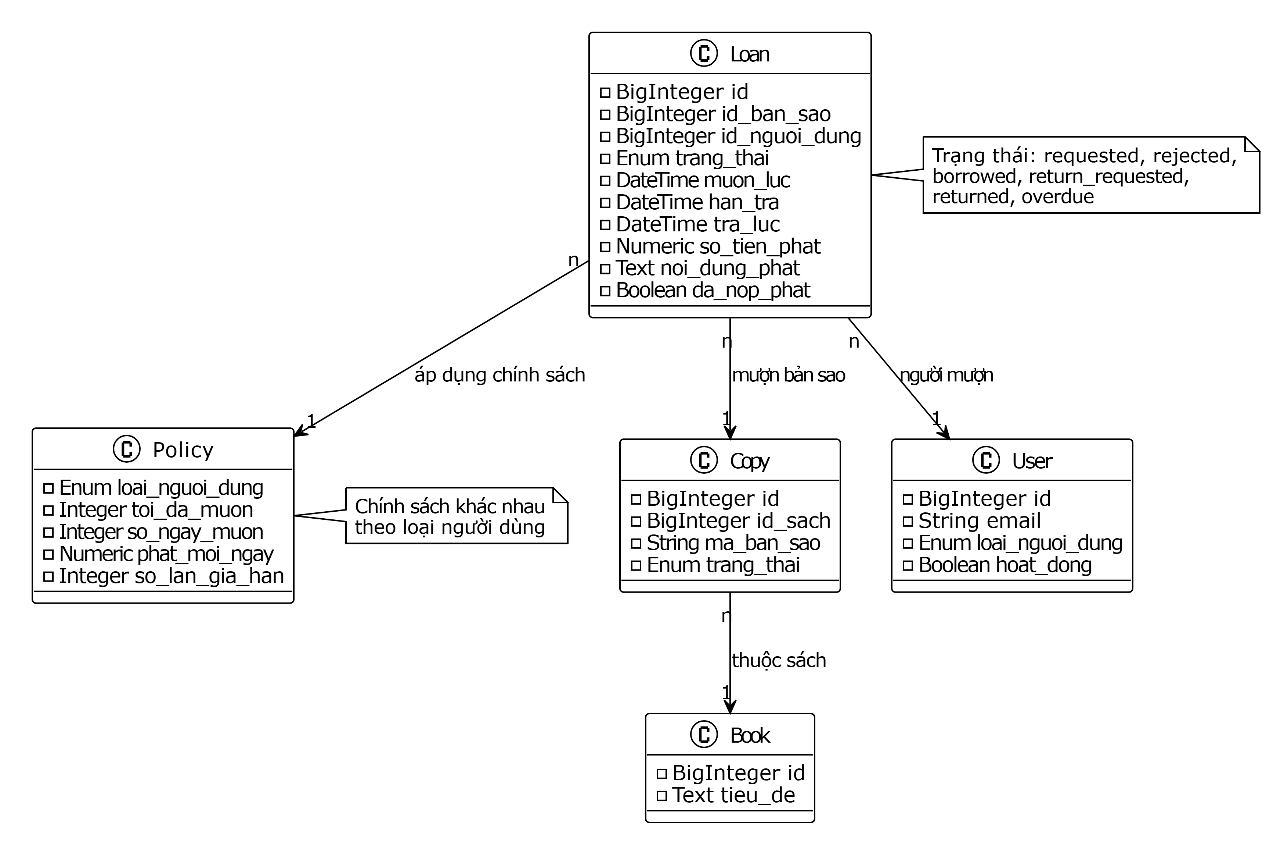 C Loan
BigInteger id
BigInteger id_ban_sao
BigInteger id_nguoi_dung
Enum trang_thai
DateTime muon_luc
DateTime han_tra
DateTime tra_luc
Numeric so_tien_phat
Text noi_dung_phat
Boolean da_nop_phat
Trạng thái: requested, rejected,
borrowed, return_requested,
returned, overdue
n
n
n
áp dụng chính sách
mượn bản sao
người mượn
1
1
1
C Policy
Enum loai_nguoi_dung
Integer toi_da_muon
Integer so_ngay_muon
Numeric phat_moi_ngay
Integer so_lan_gia_han
Chính sách khác nhau
theo loại người dùng
C Copy
BigInteger id
BigInteger id_sach
String ma_ban_sao
Enum trang_thai
C User
BigInteger id
String email
Enum loai_nguoi_dung
Boolean hoat_dong
n
thuộc sách
1
C Book
BigInteger id
Text tieu_de